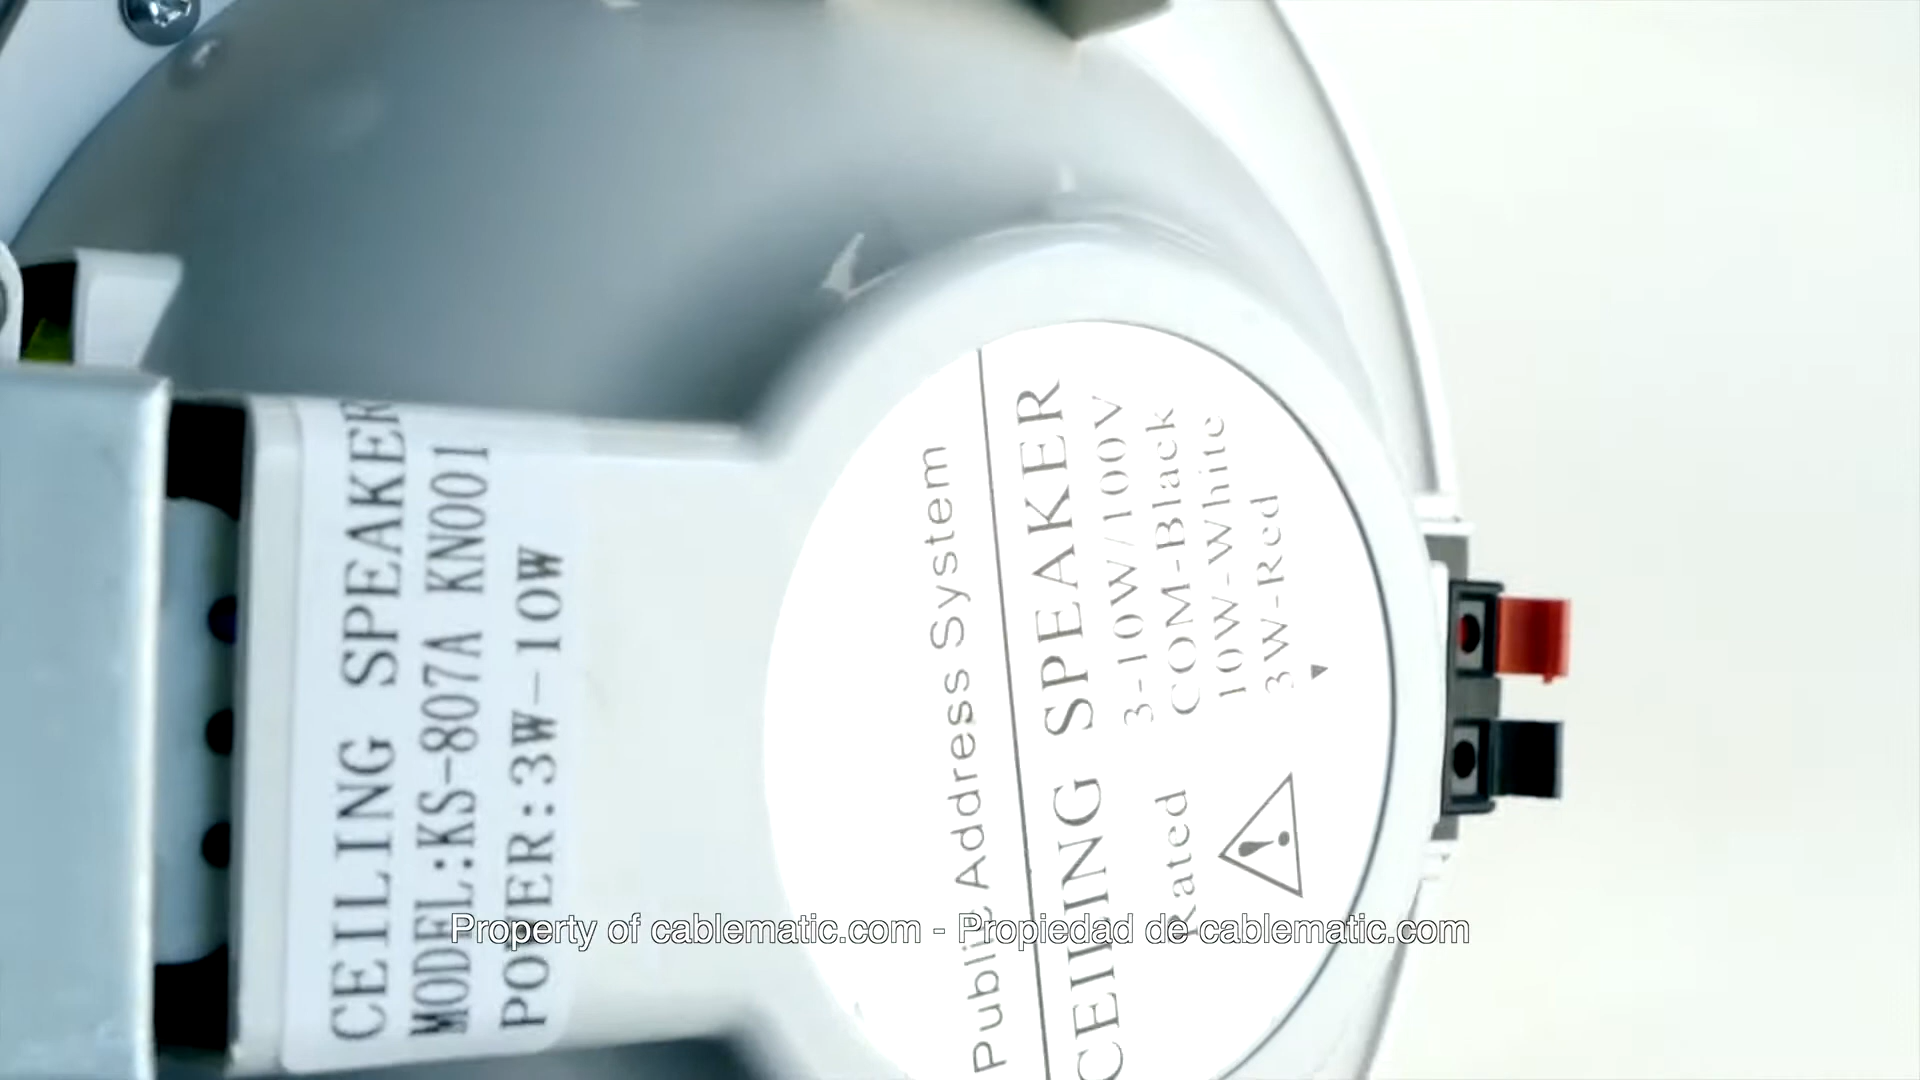 CEILING SPEAKER
MODEL:KS-807A KN001
POWER:3W-10W
Public Address System
CEILING SPEAKER
Rated 3-10W/100V
COM-Black
10W-White
3W-Red
Property of cablematic.com - Propiedad de cablematic.com